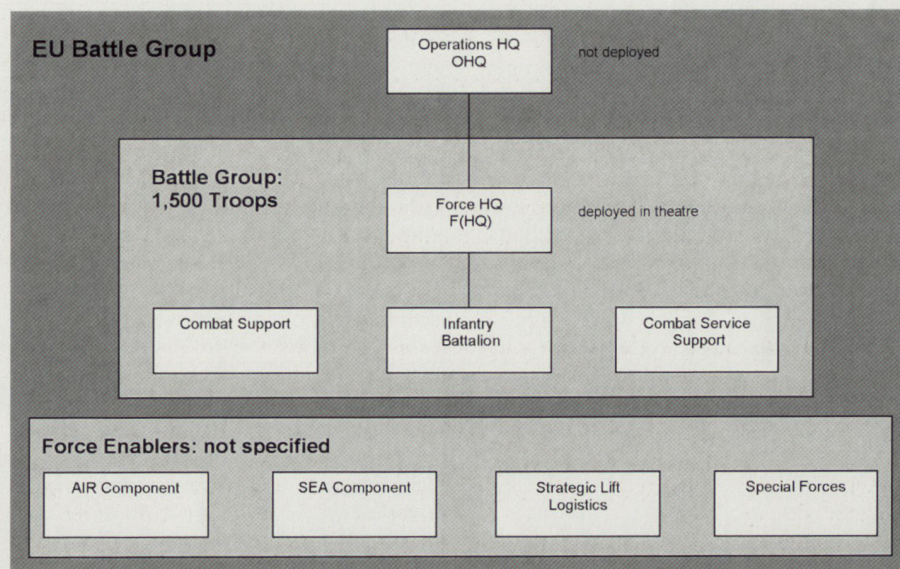 EU Battle Group
Operations HQ
OHQ
not deployed
Battle Group:
1,500 Troops
Force HQ
F(HQ)
deployed in theatre
Combat Support
Infantry
Battalion
Combat Service
Support
Force Enablers: not specified
AIR Component
SEA Component
Strategic Lift
Logistics
Special Forces